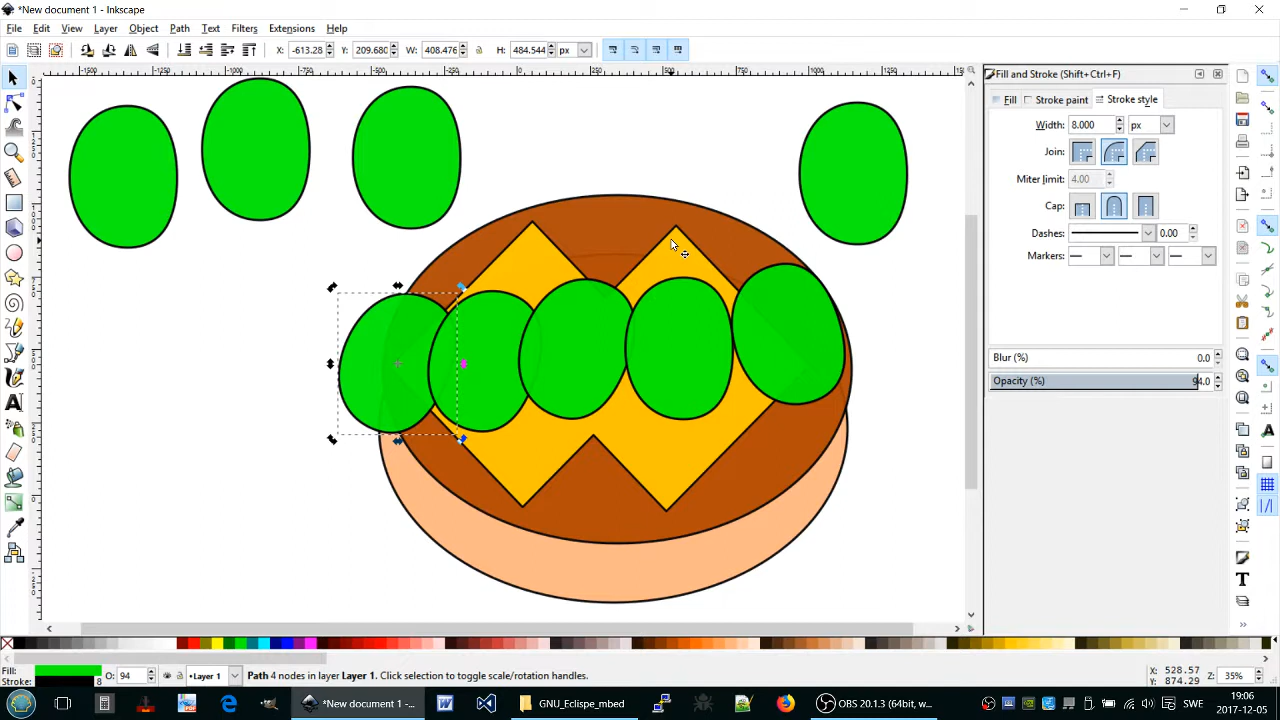 *New document 1 - Inkscape
File Edit View Layer Object Path Text Filters Extensions Help
X: -613.28 Y: 209.680 W: 408.476 H: 484.544 px
Fill and Stroke (Shift+Ctrl+F)
Fill Stroke paint Stroke style
Width: 8.000 px
Join:
Miter limit: 4.00
Cap:
Dashes: 0.00
Markers:
Blur (%) 0.0
Opacity (%) 94.0
Fill:
Stroke: 8
O: 94
•Layer 1
Path 4 nodes in layer Layer 1. Click selection to toggle scale/rotation handles.
X: 528.57
Y: 874.29
Z: 35%
*New document 1 - ...
GNU_Eclispe_mbed
OBS 20.1.3 (64bit, w...
SWE
19:06
2017-12-05